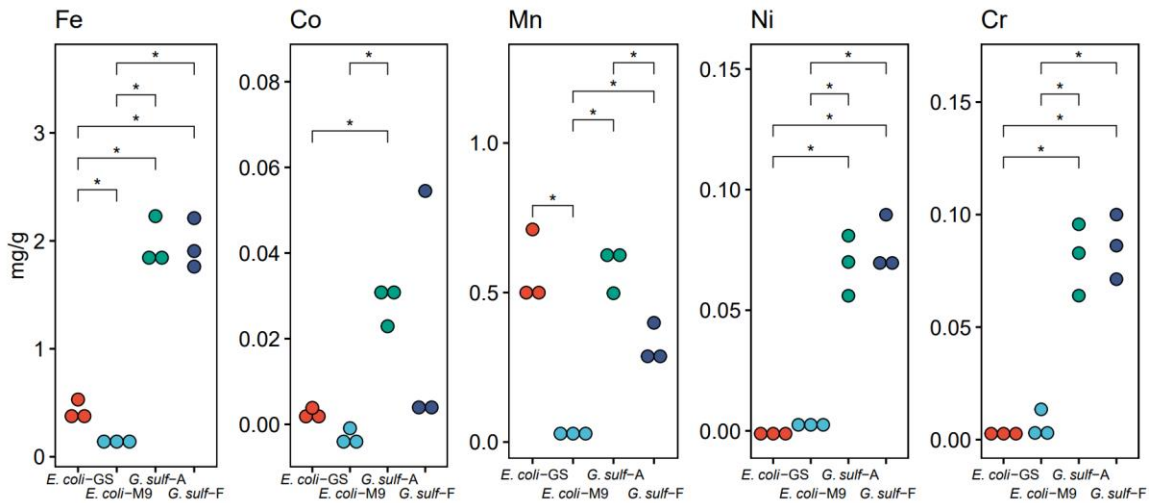 Fe
Co
Mn
Ni
Cr
mg/g
3
2
1
0
*
*
*
*
*
0.08
0.06
0.04
0.02
0.00
*
*
1.0
0.5
0.0
*
*
*
*
0.15
0.10
0.05
0.00
*
*
*
*
0.15
0.10
0.05
0.00
*
*
*
*
E. coli−GS G. sulf−A
E. coli−M9 G. sulf−F
E. coli−GS G. sulf−A
E. coli−M9 G. sulf−F
E. coli−GS G. sulf−A
E. coli−M9 G. sulf−F
E. coli−GS G. sulf−A
E. coli−M9 G. sulf−F
E. coli−GS G. sulf−A
E. coli−M9 G. sulf−F